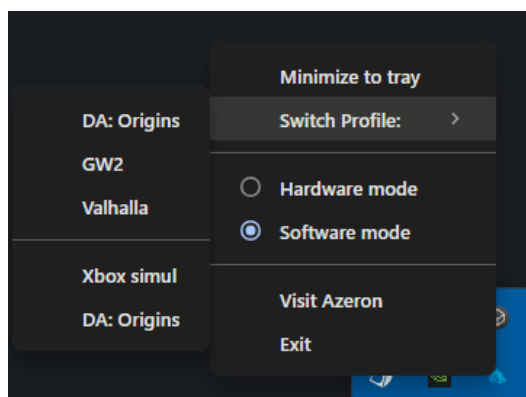 Minimize to tray
Switch Profile:
Hardware mode
Software mode
Visit Azeron
Exit
DA: Origins
GW2
Valhalla
Xbox simul
DA: Origins